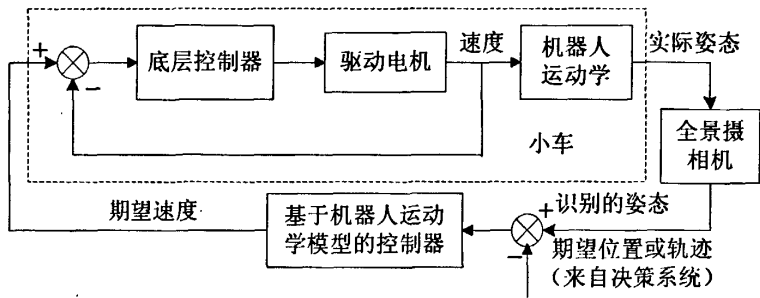 +
底层控制器
驱动电机
速度
机器人
运动学
实际姿态
−
小车
全景摄
相机
期望速度
基于机器人运动
学模型的控制器
+
识别的姿态
−
期望位置或轨迹
（来自决策系统）